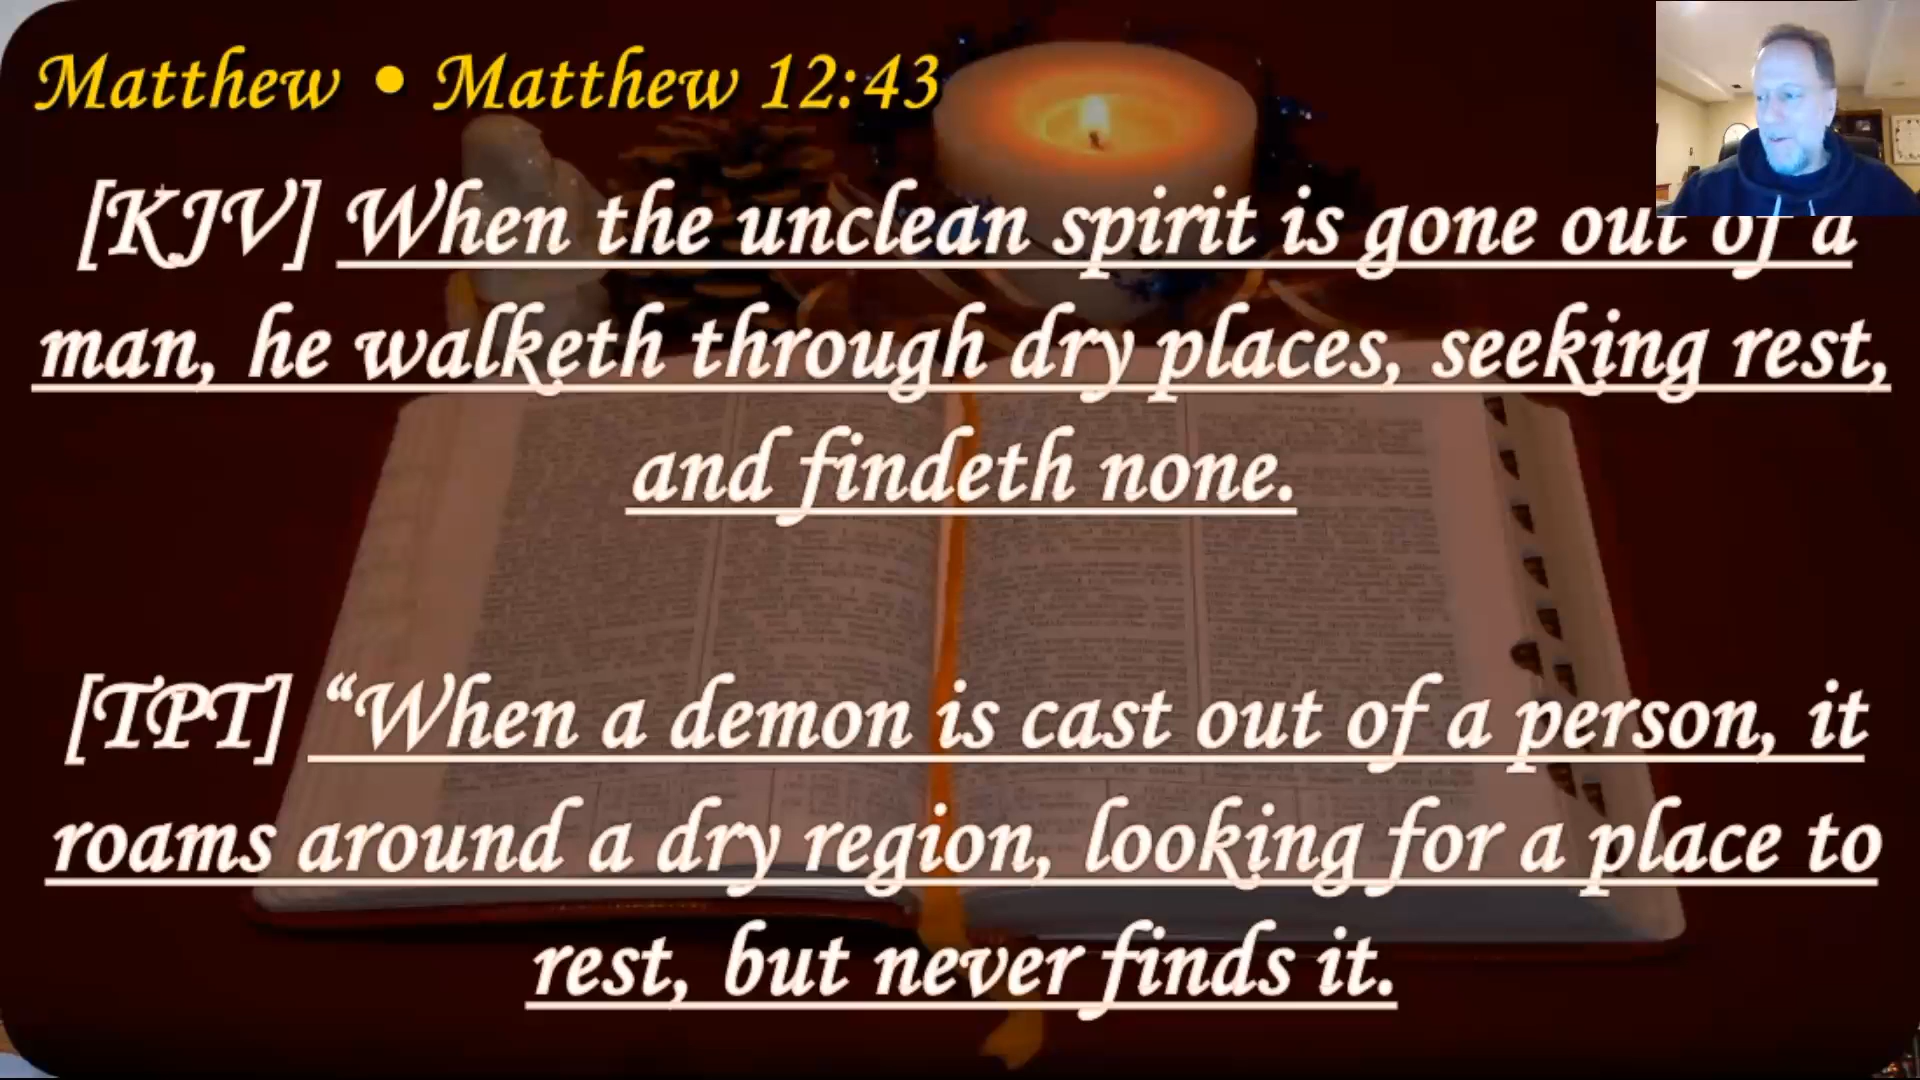 Matthew • Matthew 12:43
[KJV] When the unclean spirit is gone out of a
man, he walketh through dry places, seeking rest,
and findeth none.
[TPT] “When a demon is cast out of a person, it
roams around a dry region, looking for a place to
rest, but never finds it.